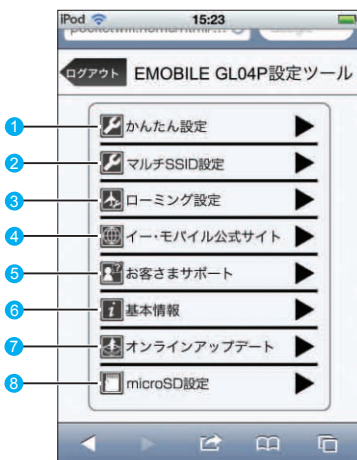 iPod 15:23
ログアウト EMOBILE GL04P設定ツール
1 かんたん設定
2 マルチSSID設定
3 ローミング設定
4 イー・モバイル公式サイト
5 お客さまサポート
6 基本情報
7 オンラインアップデート
8 microSD設定